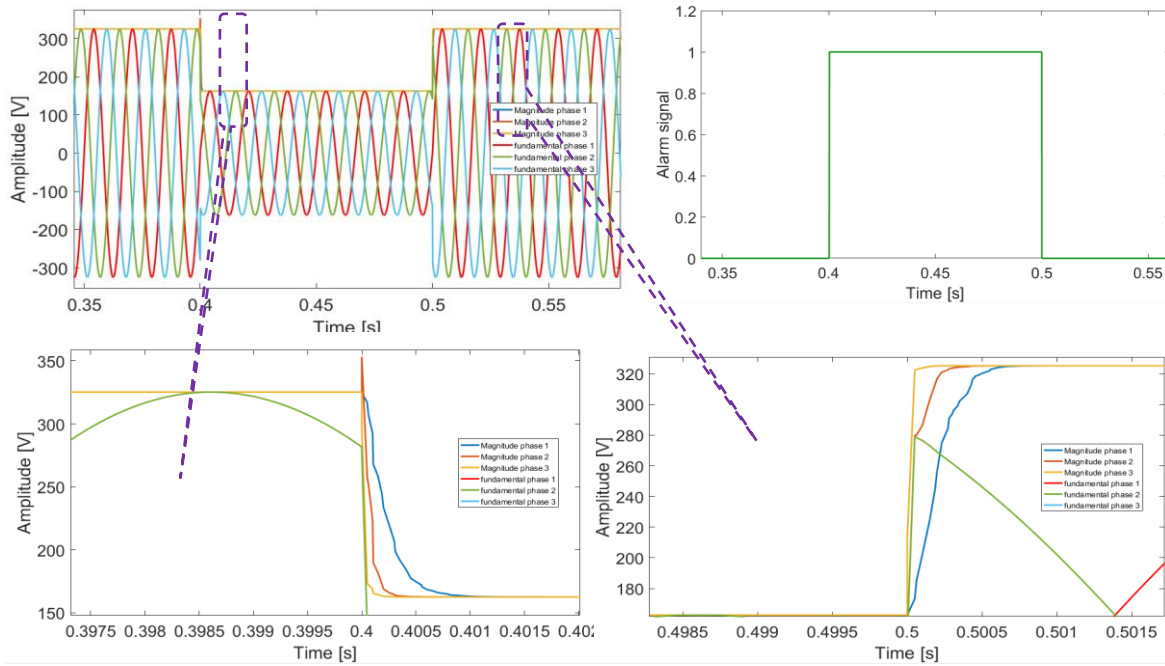 300
200
100
0
-100
-200
-300
Amplitude [V]
0.35
0.4
0.45
0.5
0.55
Time [s]
Magnitude phase 1
Magnitude phase 2
Magnitude phase 3
fundamental phase 1
fundamental phase 2
fundamental phase 3
1.2
1
0.8
0.6
0.4
0.2
0
Alarm signal
0.35
0.4
0.45
0.5
0.55
Time [s]
350
300
250
200
150
Amplitude [V]
0.3975
0.398
0.3985
0.399
0.3995
0.4
0.4005
0.401
0.4015
0.402
Time [s]
Magnitude phase 1
Magnitude phase 2
Magnitude phase 3
fundamental phase 1
fundamental phase 2
fundamental phase 3
320
300
280
260
240
220
200
180
Amplitude [V]
0.4985
0.499
0.4995
0.5
0.5005
0.501
0.5015
Time [s]
Magnitude phase 1
Magnitude phase 2
Magnitude phase 3
fundamental phase 1
fundamental phase 2
fundamental phase 3